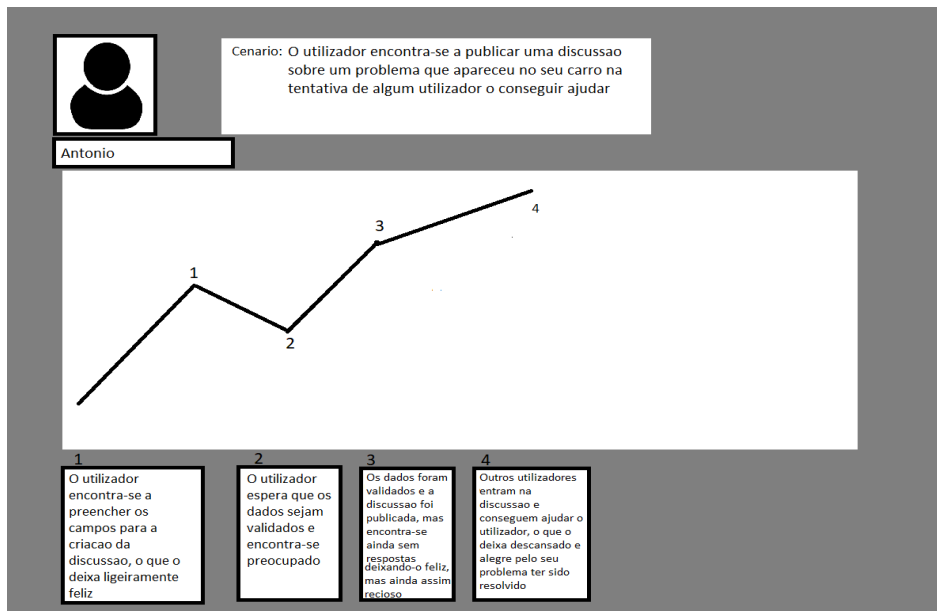 Cenario: O utilizador encontra-se a publicar uma discussao
sobre um problema que apareceu no seu carro na
tentativa de algum utilizador o conseguir ajudar
Antonio
1
2
3
4
1
O utilizador
encontra-se a
preencher os
campos para a
criacao da
discussao, o que o
deixa ligeiramente
feliz
2
O utilizador
espera que os
dados sejam
validados e
encontra-se
preocupado
3
Os dados foram
validados e a
discussao foi
publicada, mas
encontra-se
ainda sem
respostas
deixando-o feliz,
mas ainda assim
recioso
4
Outros utilizadores
entram na
discussao e
conseguem ajudar o
utilizador, o que o
deixa descansado e
alegre pelo seu
problema ter sido
resolvido